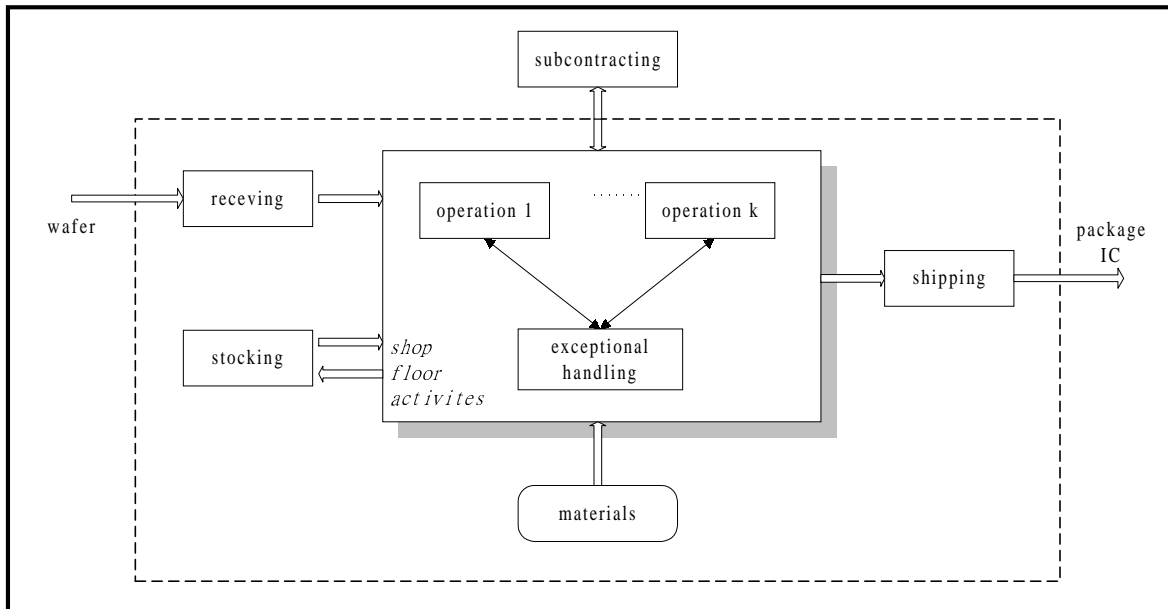 subcontracting
receving
wafer
operation 1
........
operation k
package
IC
shipping
stocking
shop
floor
activites
exceptional
handling
materials